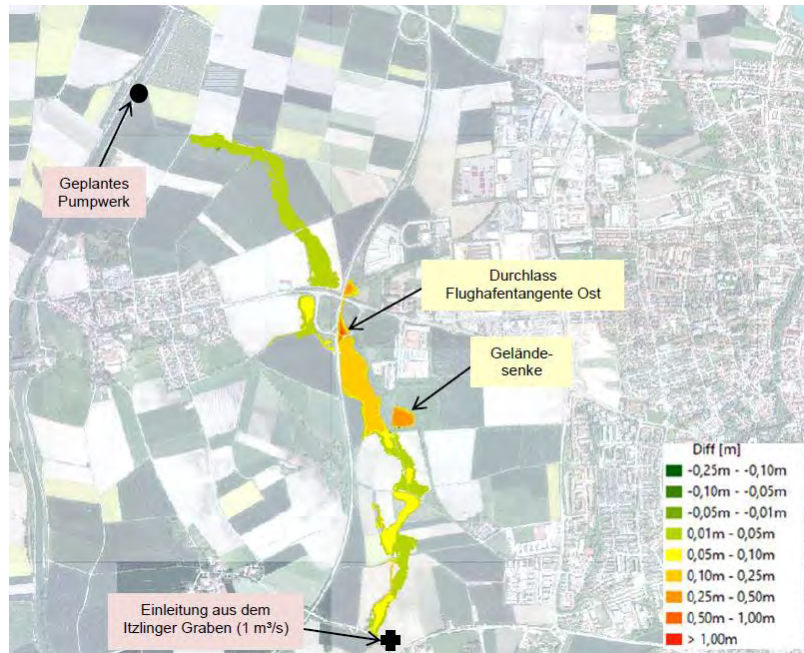 Geplantes
Pumpwerk
Durchlass
Flughafentangente Ost
Gelände-
senke
Einleitung aus dem
Itzlinger Graben (1 m³/s)
Diff [m]
-0,25m - -0,10m
-0,10m - -0,05m
-0,05m - -0,01m
0,01m - 0,05m
0,05m - 0,10m
0,10m - 0,25m
0,25m - 0,50m
0,50m - 1,00m
> 1,00m